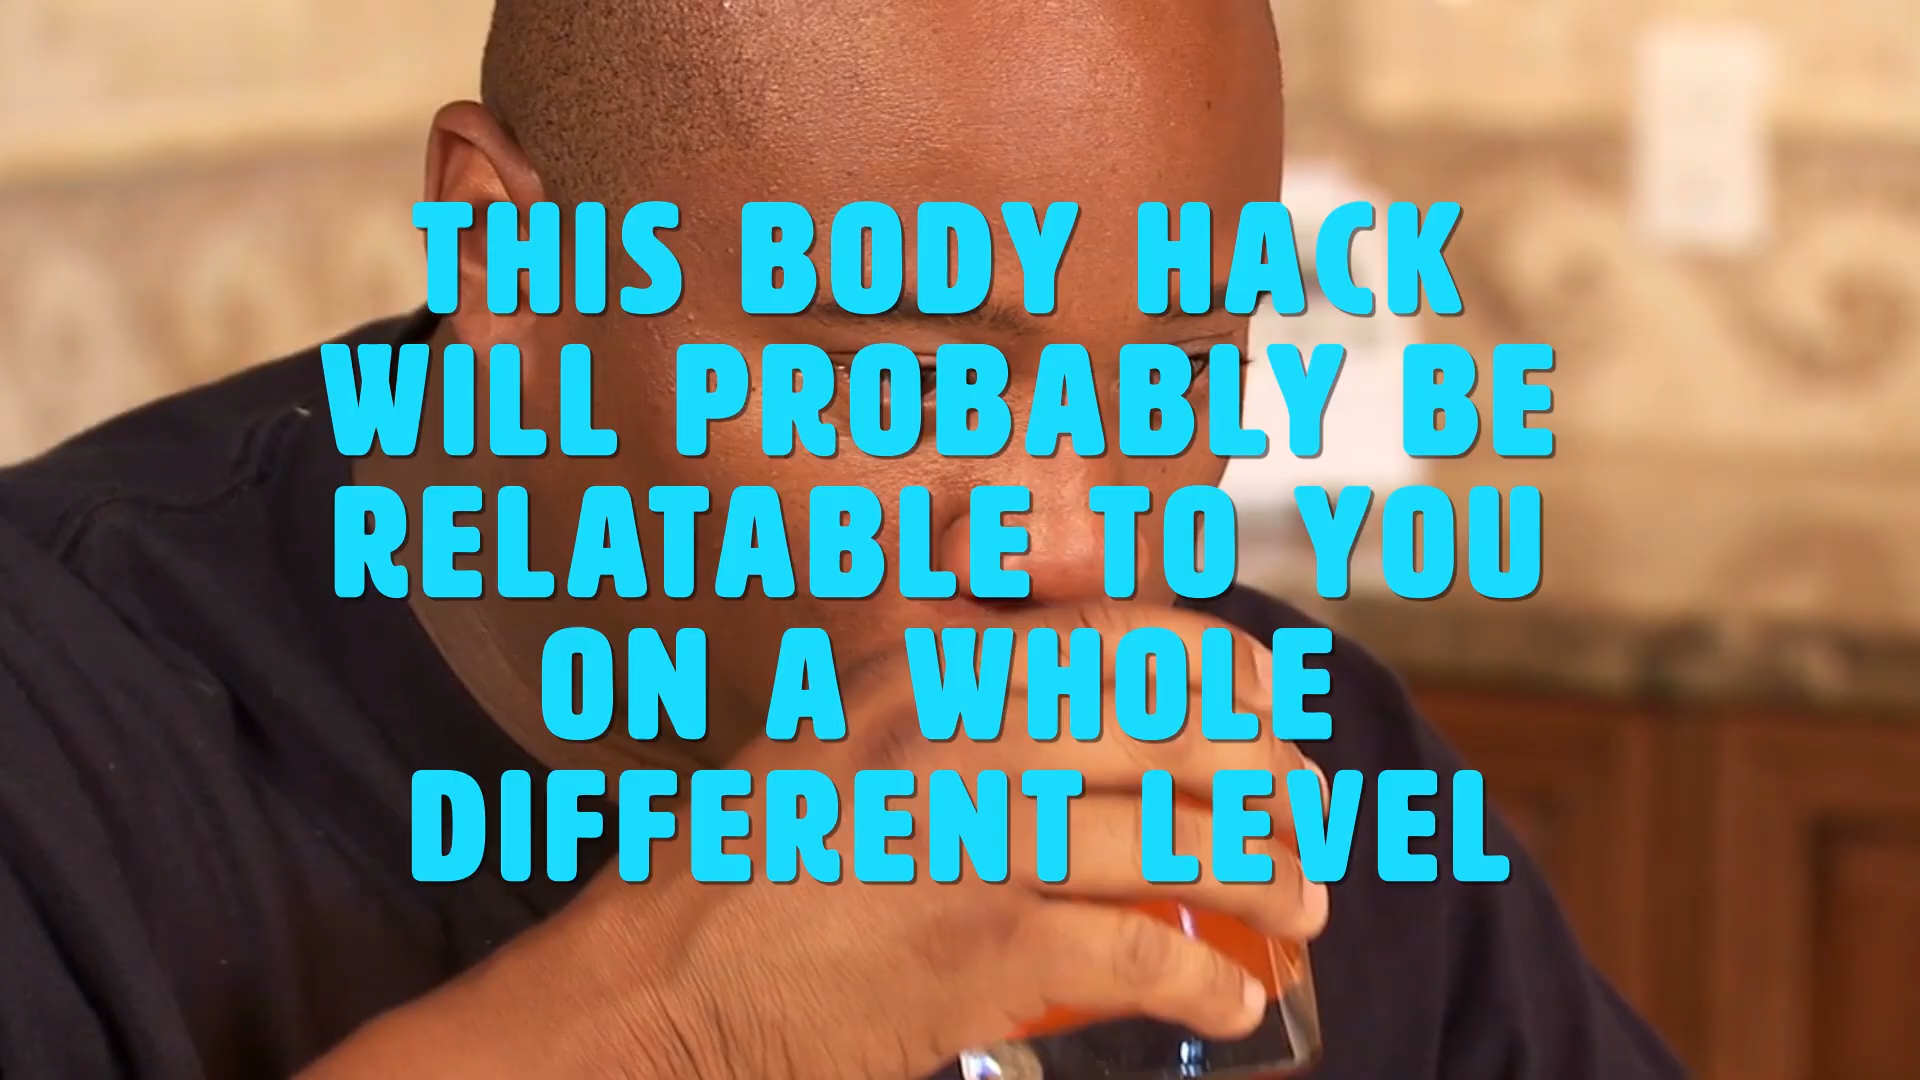 THIS BODY HACK
WILL PROBABLY BE
RELATABLE TO YOU
ON A WHOLE
DIFFERENT LEVEL